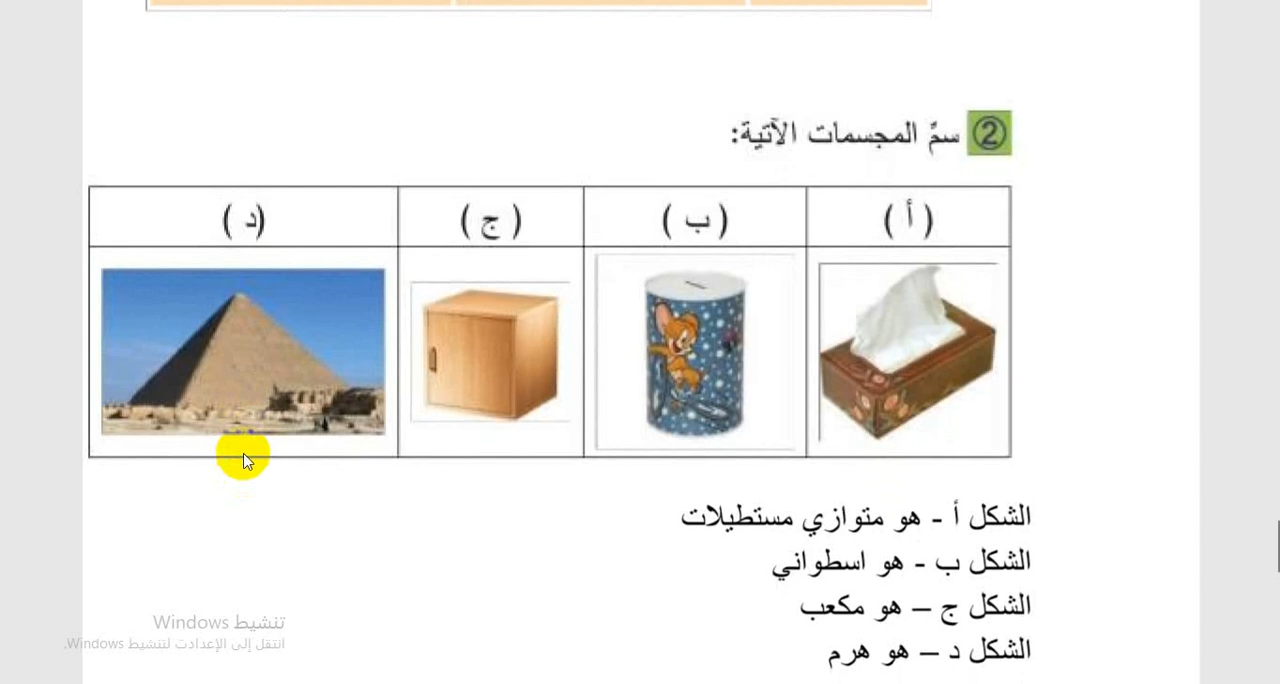 ② سمِّ المجسمات الآتية:
( أ ) ( ب ) ( ج ) ( د )
الشكل أ - هو متوازي مستطيلات
الشكل ب - هو اسطواني
الشكل ج – هو مكعب
الشكل د – هو هرم
تنشيط Windows
انتقل إلى الإعدادات لتنشيط Windows.